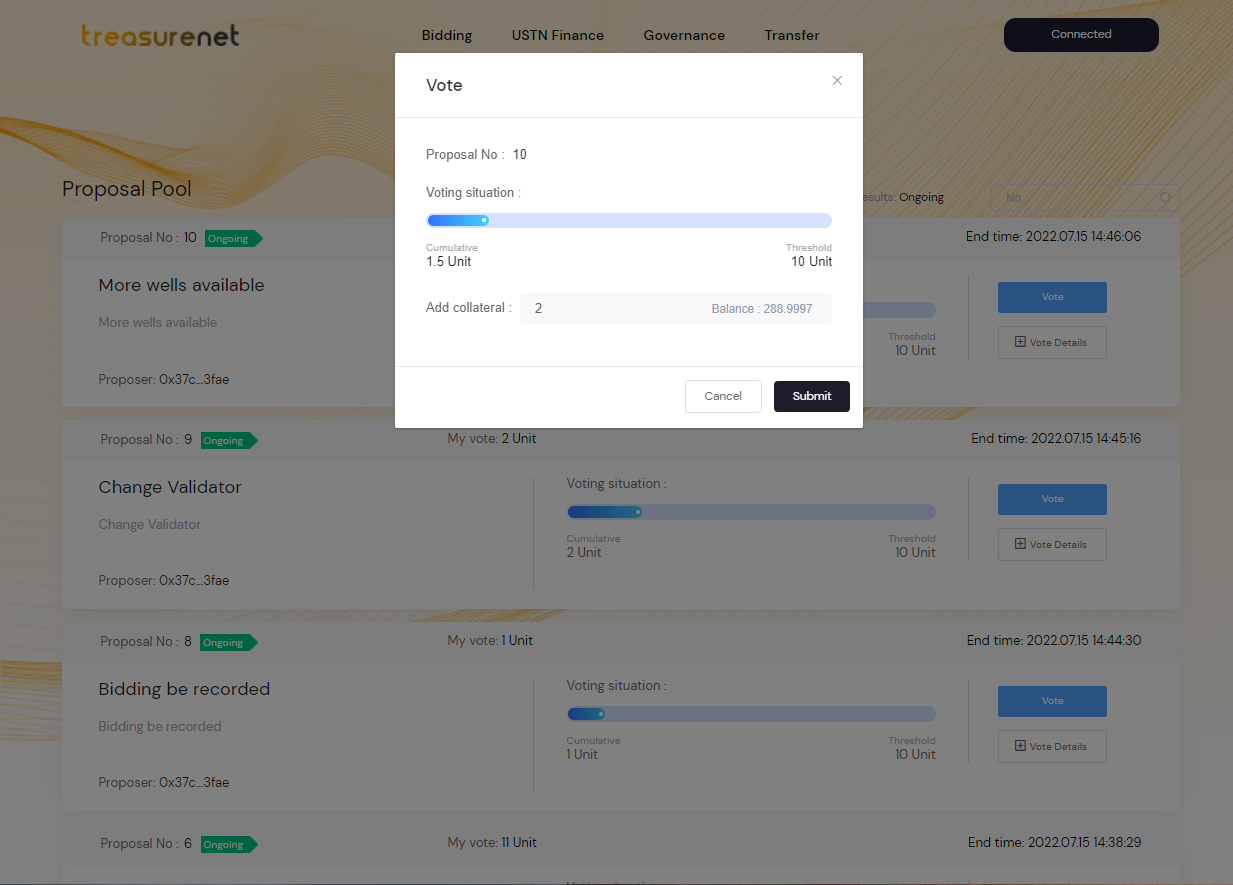 treasurenet
Bidding USTN Finance Governance Transfer
Connected
Vote
Proposal No : 10
Voting situation :
Cumulative Threshold
1.5 Unit 10 Unit
Add collateral : 2 Balance : 288.9997
Cancel Submit
Proposal Pool
esults: Ongoing No...
Proposal No : 10 Ongoing End time: 2022.07.15 14:46:06
More wells available
More wells available
Proposer: 0x37c...3fae
Threshold
10 Unit
Vote
Vote Details
Proposal No : 9 Ongoing My vote: 2 Unit End time: 2022.07.15 14:45:16
Change Validator
Change Validator
Proposer: 0x37c...3fae
Voting situation :
Cumulative Threshold
2 Unit 10 Unit
Vote
Vote Details
Proposal No : 8 Ongoing My vote: 1 Unit End time: 2022.07.15 14:44:30
Bidding be recorded
Bidding be recorded
Proposer: 0x37c...3fae
Voting situation :
Cumulative Threshold
1 Unit 10 Unit
Vote
Vote Details
Proposal No : 6 Ongoing My vote: 11 Unit End time: 2022.07.15 14:38:29